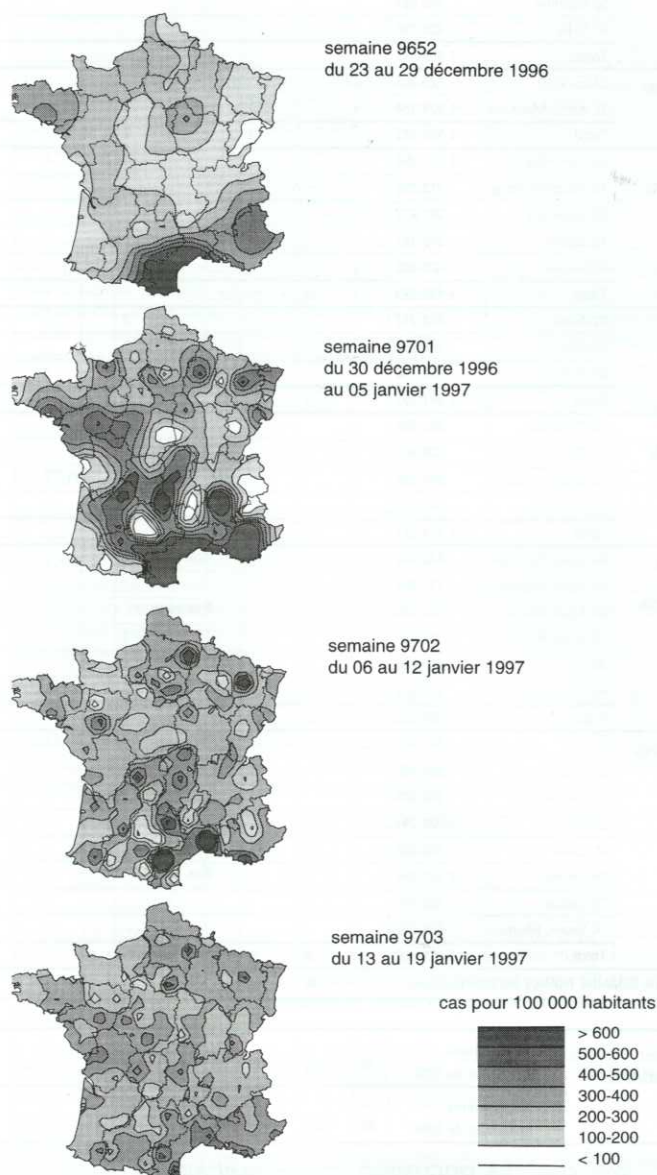 semaine 9652
du 23 au 29 décembre 1996
semaine 9701
du 30 décembre 1996
au 05 janvier 1997
semaine 9702
du 06 au 12 janvier 1997
semaine 9703
du 13 au 19 janvier 1997
cas pour 100 000 habitants
> 600
500-600
400-500
300-400
200-300
100-200
< 100